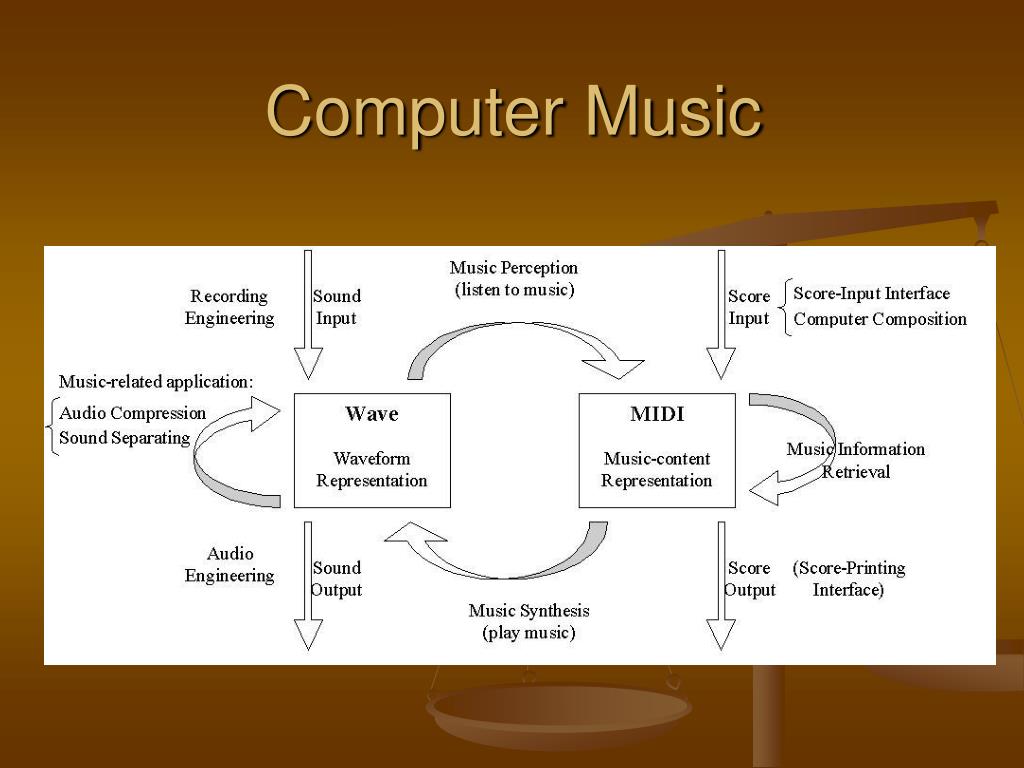 Computer Music
Music Perception
(listen to music)
Recording
Engineering
Sound
Input
Score
Input
Score-Input Interface
Computer Composition
Music-related application:
Audio Compression
Sound Separating
Wave
Waveform
Representation
MIDI
Music-content
Representation
Music Information
Retrieval
Audio
Engineering
Sound
Output
Music Synthesis
(play music)
Score
Output
(Score-Printing
Interface)